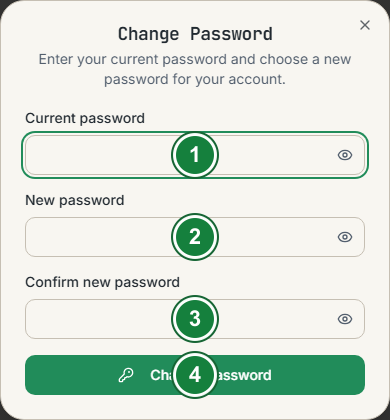 Change Password
Enter your current password and choose a new
password for your account.
Current password
1
New password
2
Confirm new password
3
4